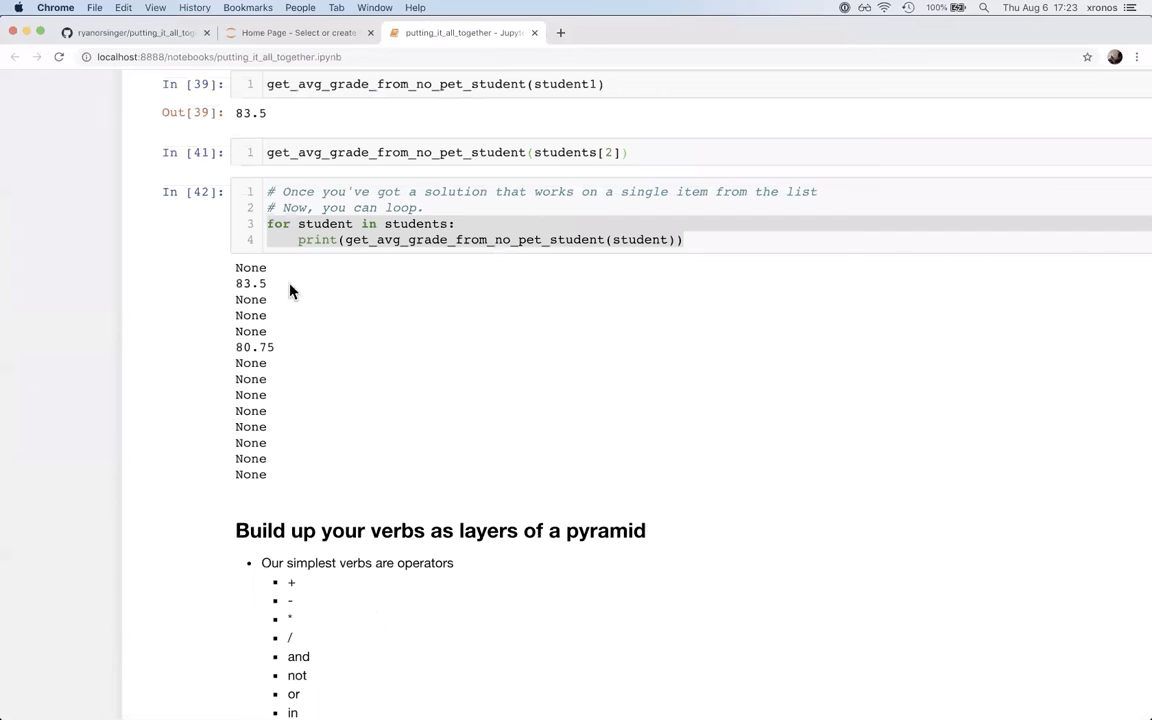 Chrome File Edit View History Bookmarks People Tab Window Help 100% Thu Aug 6 17:23 xronos
ryanorsinger/putting_it_all_tog Home Page - Select or create putting_it_all_together - Jupyt
localhost:8888/notebooks/putting_it_all_together.ipynb
In [39]: 1 get_avg_grade_from_no_pet_student(student1)
Out[39]: 83.5
In [41]: 1 get_avg_grade_from_no_pet_student(students[2])
In [42]: 1 # Once you've got a solution that works on a single item from the list
2 # Now, you can loop.
3 for student in students:
4 print(get_avg_grade_from_no_pet_student(student))
None
83.5
None
None
None
80.75
None
None
None
None
None
None
None
None
Build up your verbs as layers of a pyramid
• Our simplest verbs are operators
▪ +
▪ -
▪ *
▪ /
▪ and
▪ not
▪ or
▪ in